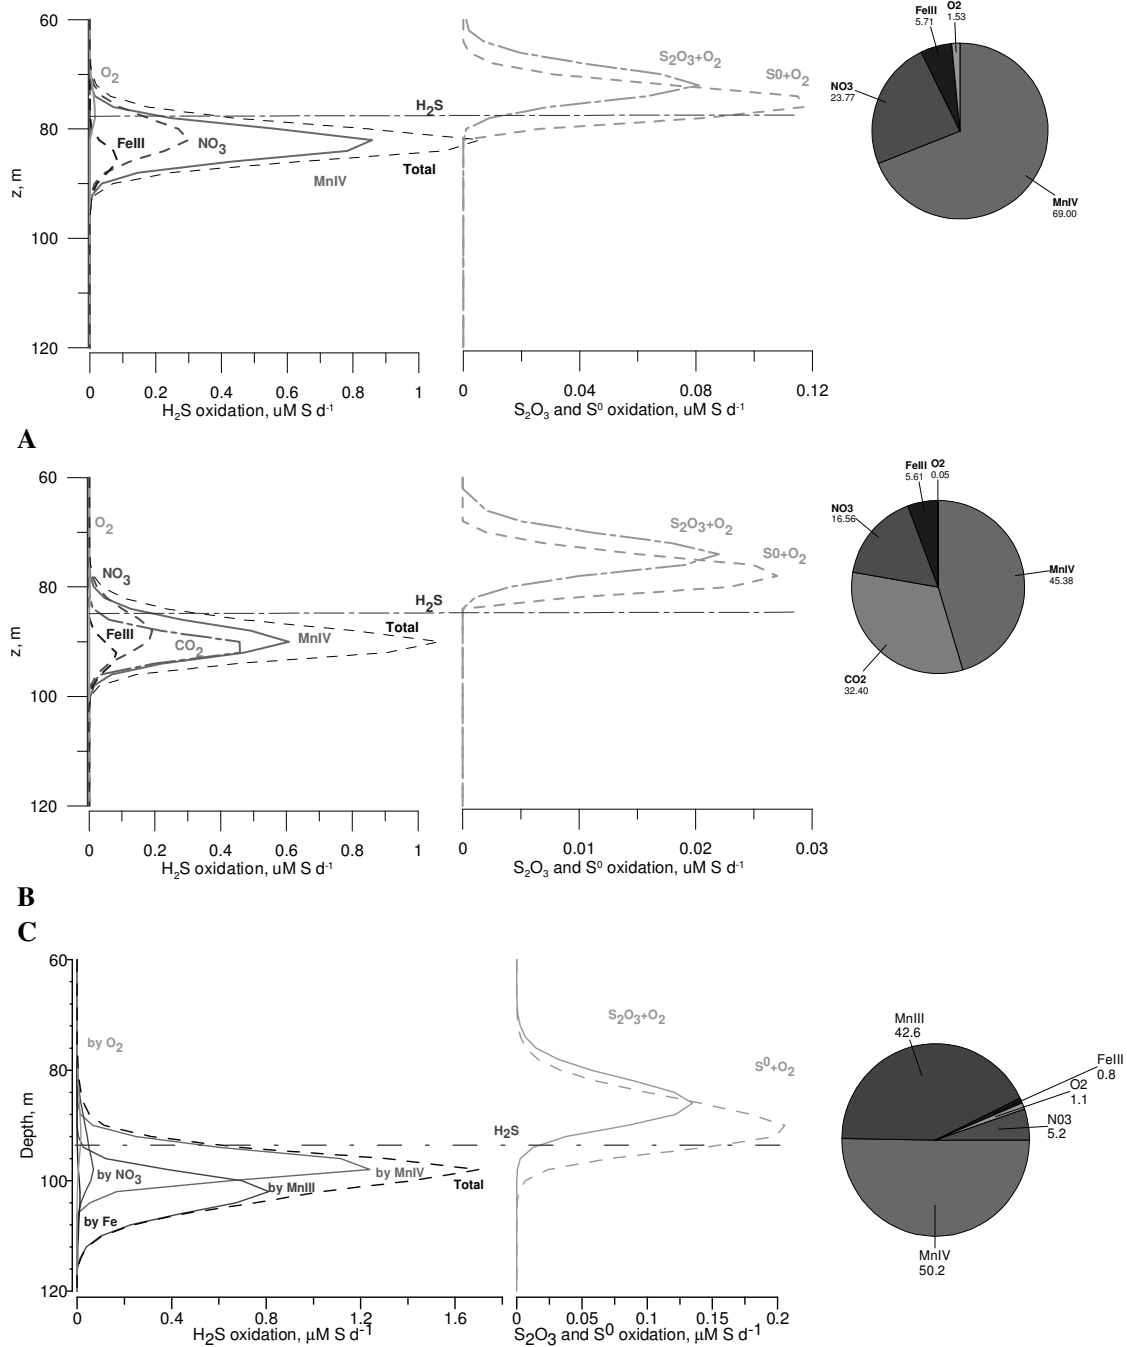 60
80
100
120
z, m
O2
FeIII
NO3
MnIV
H2S
Total
0 0.2 0.4 0.6 0.8 1
H2S oxidation, uM S d-1
S2O3+O2
S0+O2
0 0.04 0.08 0.12
S2O3 and S0 oxidation, uM S d-1
FeIII
5.71
O2
1.53
NO3
23.77
MnIV
69.00
A
60
80
100
120
z, m
O2
NO3
FeIII
CO2
MnIV
H2S
Total
0 0.2 0.4 0.6 0.8 1
H2S oxidation, uM S d-1
S2O3+O2
S0+O2
0 0.01 0.02 0.03
S2O3 and S0 oxidation, uM S d-1
FeIII
5.61
O2
0.05
NO3
16.56
MnIV
45.38
CO2
32.40
B
C
60
80
100
120
Depth, m
by O2
H2S
by NO3
by MnIV
by MnIII
Total
by Fe
0 0.4 0.8 1.2 1.6
H2S oxidation, μM S d-1
S2O3+O2
S0+O2
0 0.05 0.1 0.15 0.2
S2O3 and S0 oxidation, μM S d-1
MnIII
42.6
FeIII
0.8
O2
1.1
N03
5.2
MnIV
50.2